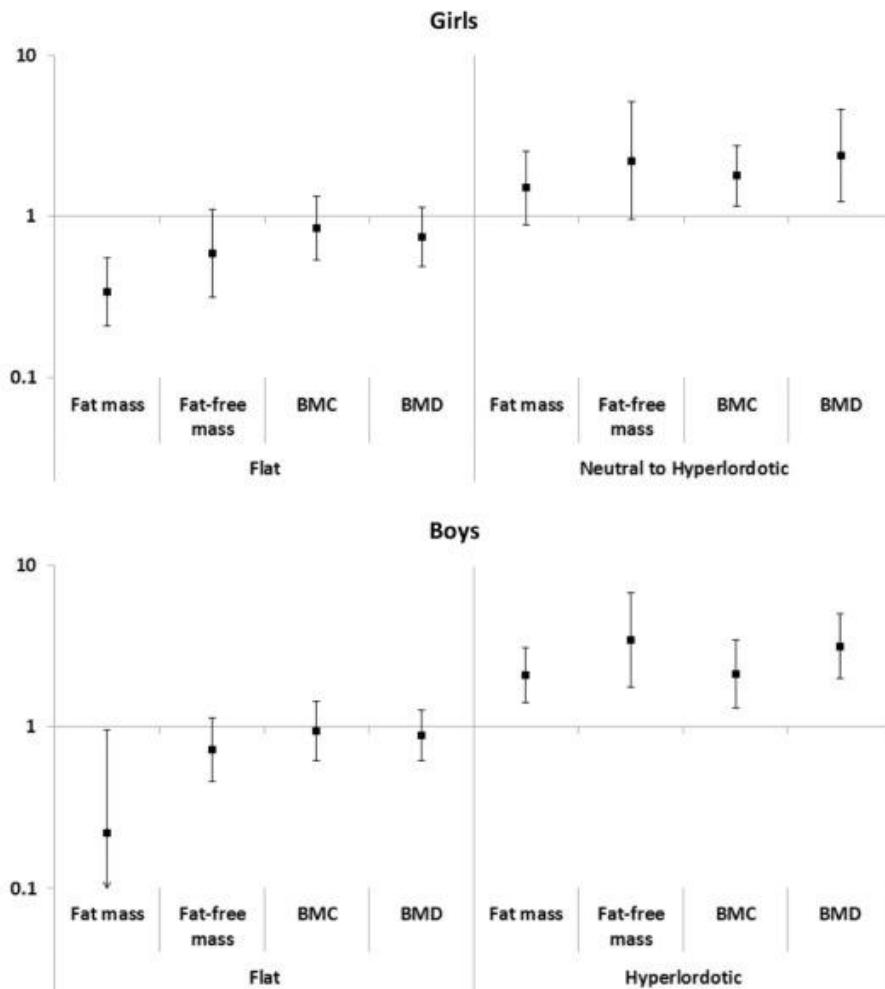 Girls
10
1
0.1
Fat mass Fat-free BMC BMD Fat mass Fat-free BMC BMD
mass mass
Flat Neutral to Hyperlordotic
Boys
10
1
0.1
Fat mass Fat-free BMC BMD Fat mass Fat-free BMC BMD
mass mass
Flat Hyperlordotic